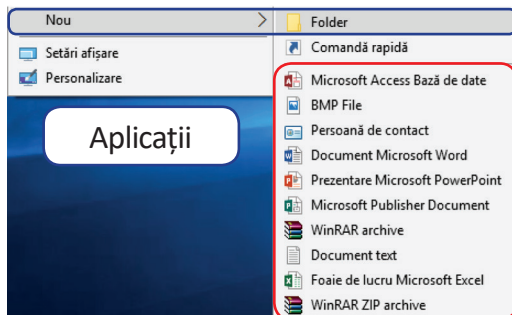 Nou
Setări afișare
Personalizare
Aplicații
Folder
Comandă rapidă
Microsoft Access Bază de date
BMP File
Persoană de contact
Document Microsoft Word
Prezentare Microsoft PowerPoint
Microsoft Publisher Document
WinRAR archive
Document text
Foaie de lucru Microsoft Excel
WinRAR ZIP archive